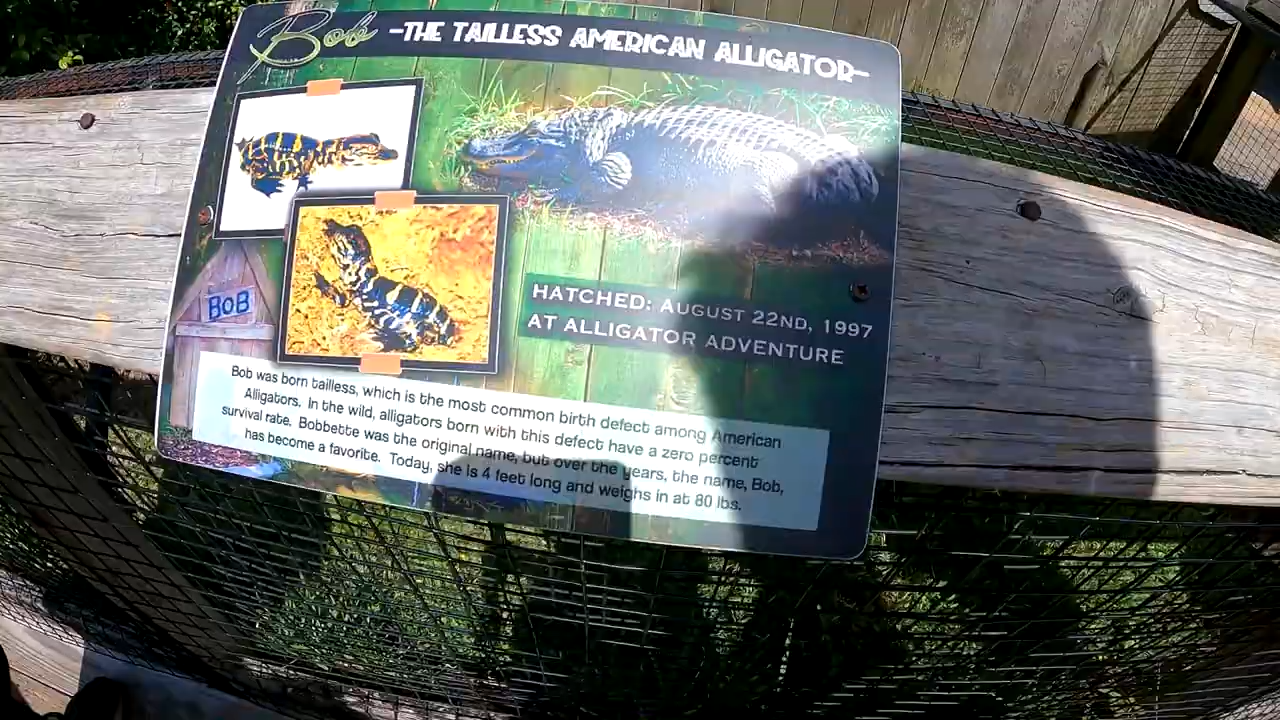 Bob -THE TAILLESS AMERICAN ALLIGATOR-
BOB
HATCHED: AUGUST 22ND, 1997
AT ALLIGATOR ADVENTURE
Bob was born tailless, which is the most common birth defect among American
Alligators. In the wild, alligators born with this defect have a zero percent
survival rate. Bobbette was the original name, but over the years, the name, Bob,
has become a favorite. Today, she is 4 feet long and weighs in at 80 lbs.